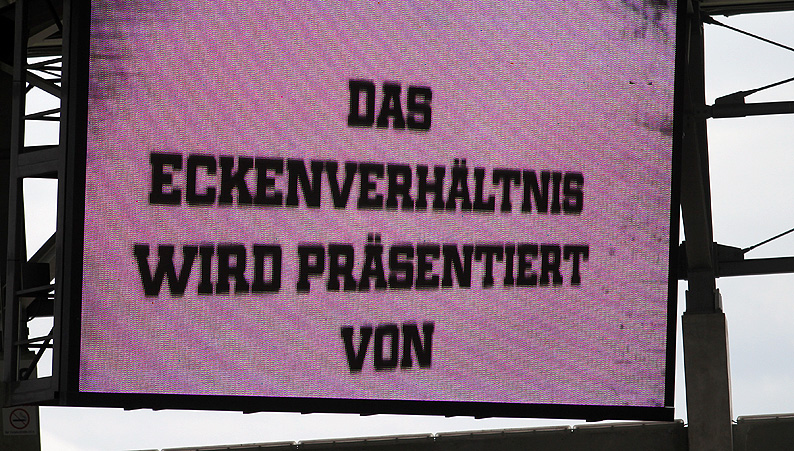 DAS
ECKENVERHÄLTNIS
WIRD PRÄSENTIERT
VON